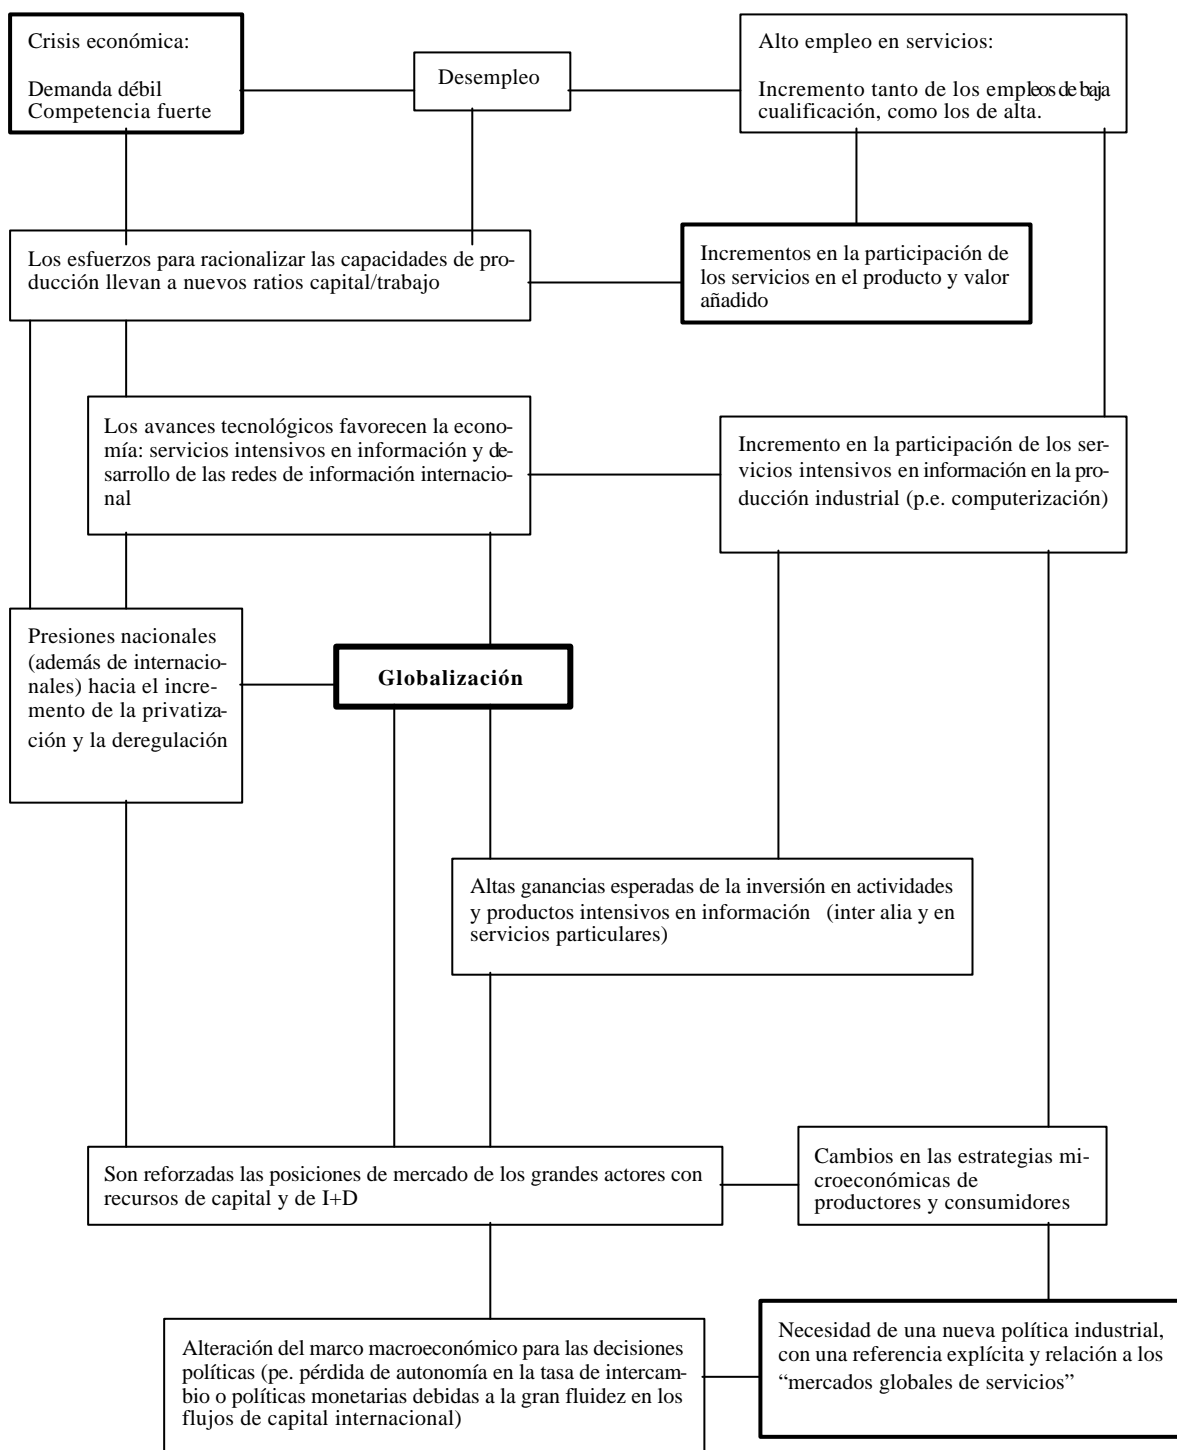 Crisis económica:
Demanda débil
Competencia fuerte
Desempleo
Alto empleo en servicios:
Incremento tanto de los empleos de baja
cualificación, como los de alta.
Los esfuerzos para racionalizar las capacidades de pro-
ducción llevan a nuevos ratios capital/trabajo
Incrementos en la participación de
los servicios en el producto y valor
añadido
Los avances tecnológicos favorecen la econo-
mía: servicios intensivos en información y de-
sarrollo de las redes de información internacio-
nal
Incremento en la participación de los ser-
vicios intensivos en información en la pro-
ducción industrial (p.e. computerización)
Presiones nacionales
(además de internacio-
nales) hacia el incre-
mento de la privatiza-
ción y la deregulación
Globalización
Altas ganancias esperadas de la inversión en actividades
y productos intensivos en información (inter alia y en
servicios particulares)
Son reforzadas las posiciones de mercado de los grandes actores con
recursos de capital y de I+D
Cambios en las estrategias mi-
croeconómicas de
productores y consumidores
Alteración del marco macroeconómico para las decisiones
políticas (pe. pérdida de autonomía en la tasa de intercam-
bio o políticas monetarias debidas a la gran fluidez en los
flujos de capital internacional)
Necesidad de una nueva política industrial,
con una referencia explícita y relación a los
“mercados globales de servicios”